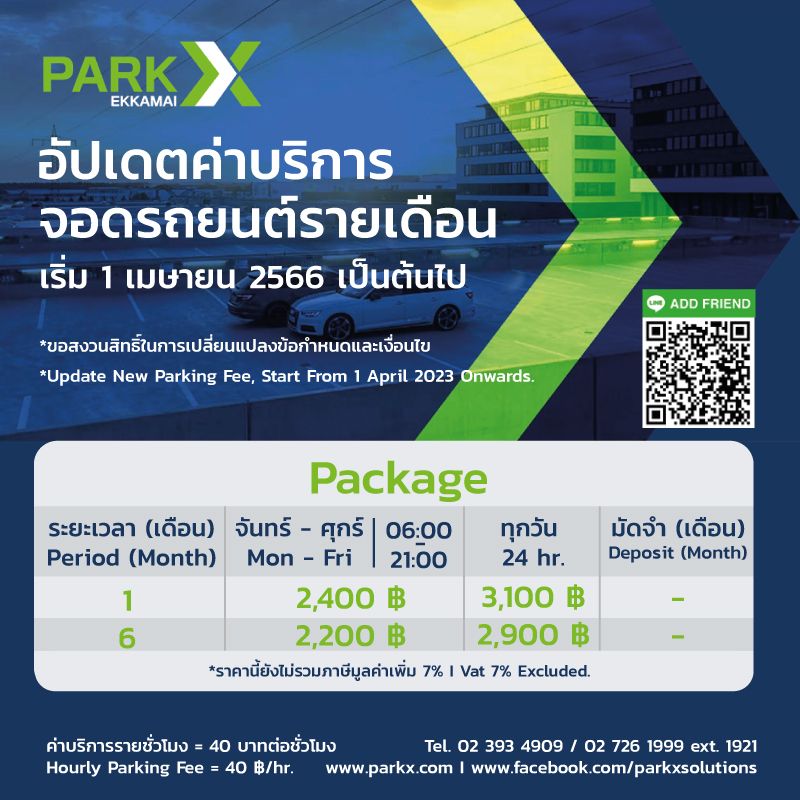 PARK X
EKKAMAI
อัปเดตค่าบริการ
จอดรถยนต์รายเดือน
เริ่ม 1 เมษายน 2566 เป็นต้นไป
*ขอสงวนสิทธิ์ในการเปลี่ยนแปลงข้อกำหนดและเงื่อนไข
*Update New Parking Fee, Start From 1 April 2023 Onwards.
LINE ADD FRIEND
Package
ระยะเวลา (เดือน) จันทร์ - ศุกร์ 06:00 ทุกวัน มัดจำ (เดือน)
Period (Month) Mon - Fri - 21:00 24 hr. Deposit (Month)
1 2,400 ฿ 3,100 ฿ -
6 2,200 ฿ 2,900 ฿ -
*ราคานี้ยังไม่รวมภาษีมูลค่าเพิ่ม 7% I Vat 7% Excluded.
ค่าบริการรายชั่วโมง = 40 บาทต่อชั่วโมง Tel. 02 393 4909 / 02 726 1999 ext. 1921
Hourly Parking Fee = 40 ฿/hr. www.parkx.com I www.facebook.com/parkxsolutions